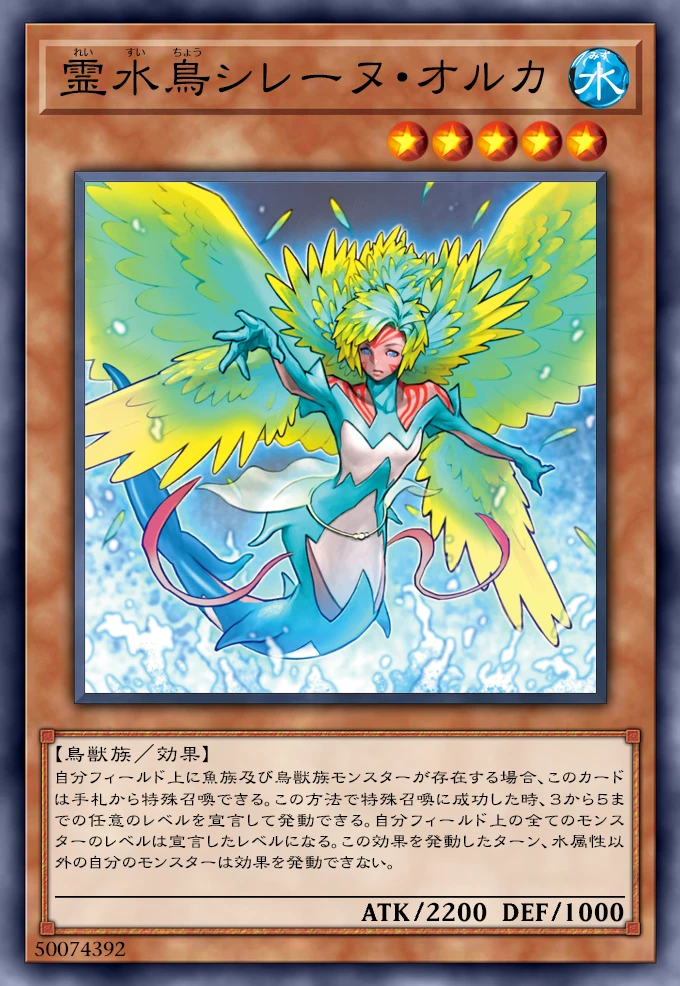 れい すい ちょう
霊水鳥シレーヌ・オルカ
みず
水
【鳥獣族／効果】
自分フィールド上に魚族及び鳥獣族モンスターが存在する場合、このカード
は手札から特殊召喚できる。この方法で特殊召喚に成功した時、３から５ま
での任意のレベルを宣言して発動できる。自分フィールド上の全てのモンス
ターのレベルは宣言したレベルになる。この効果を発動したターン、水属性以
外の自分のモンスターは効果を発動できない。
ATK/2200 DEF/1000
50074392